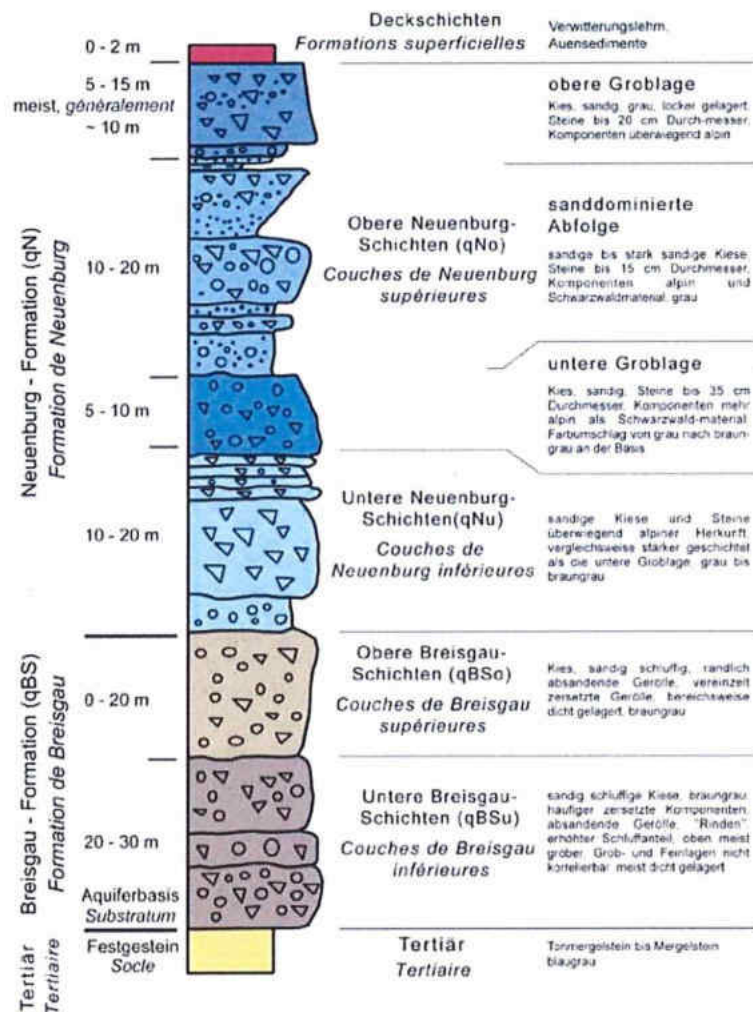 Deckschichten
Formations superficielles
Verwitterungslehm,
Auensedimente
0 - 2 m
5 - 15 m
meist, généralement
~ 10 m
obere Groblage
Kies, sandig, grau, locker gelagert,
Steine bis 20 cm Durch-messer,
Komponenten überwiegend alpin
Neuenburg - Formation (qN)
Formation de Neuenburg
10 - 20 m
Obere Neuenburg-
Schichten (qNo)
Couches de Neuenburg
supérieures
sanddominierte
Abfolge
sandige bis stark sandige Kiese
Steine bis 15 cm Durchmesser,
Komponenten alpin und
Schwarzwaldmaterial, grau
5 - 10 m
untere Groblage
Kies, sandig, Steine bis 35 cm
Durchmesser, Komponenten mehr
alpin als Schwarzwald-material.
Farbumschlag von grau nach braun-
grau an der Basis
10 - 20 m
Untere Neuenburg-
Schichten(qNu)
Couches de
Neuenburg inférieures
sandige Kiese und Steine
überwiegend alpiner Herkunft,
vergleichsweise stärker geschichtet
als die untere Groblage, grau bis
braungrau
Breisgau - Formation (qBS)
Formation de Breisgau
0 - 20 m
Obere Breisgau-
Schichten (qBSo)
Couches de Breisgau
supérieures
Kies, sandig schluffig, randlich
absandende Gerölle, vereinzelt
zersetzte Gerölle, bereichsweise
dicht gelagert, braungrau
20 - 30 m
Untere Breisgau-
Schichten (qBSu)
Couches de Breisgau
inférieures
sandig schluffige Kiese, braungrau,
häufiger zersetzte Komponenten,
absandende Gerölle, "Rinden",
erhöhter Schluffanteil, oben meist
gröber, Grob- und Feinlagen nicht
korrelierbar, meist dicht gelagert
Aquiferbasis
Substratum
Tertiär
Tertiaire
Festgestein
Socle
Tertiär
Tertiaire
Tonmergelstein bis Mergelstein
blaugrau